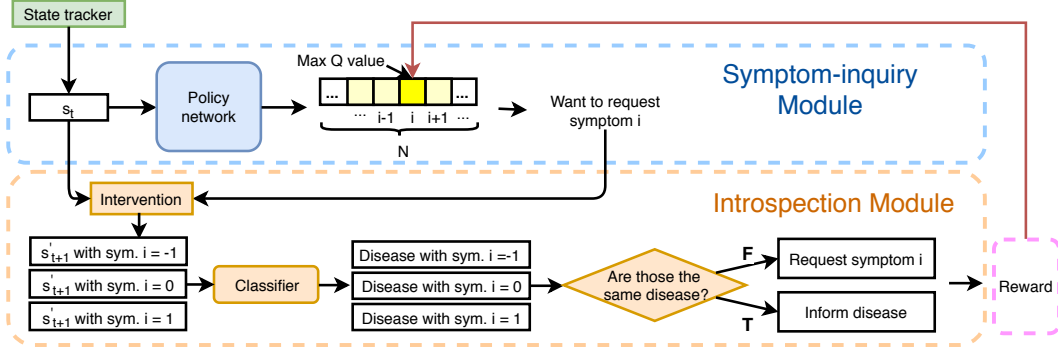 State tracker
Max Q value
Symptom-inquiry
Module
s_t
Policy
network
...
...
... i-1 i i+1 ...
N
Want to request
symptom i
Intervention
Introspection Module
s'_{t+1} with sym. i = -1
s'_{t+1} with sym. i = 0
s'_{t+1} with sym. i = 1
Classifier
Disease with sym. i =-1
Disease with sym. i = 0
Disease with sym. i = 1
Are those the
same disease?
F
T
Request symptom i
Inform disease
Reward